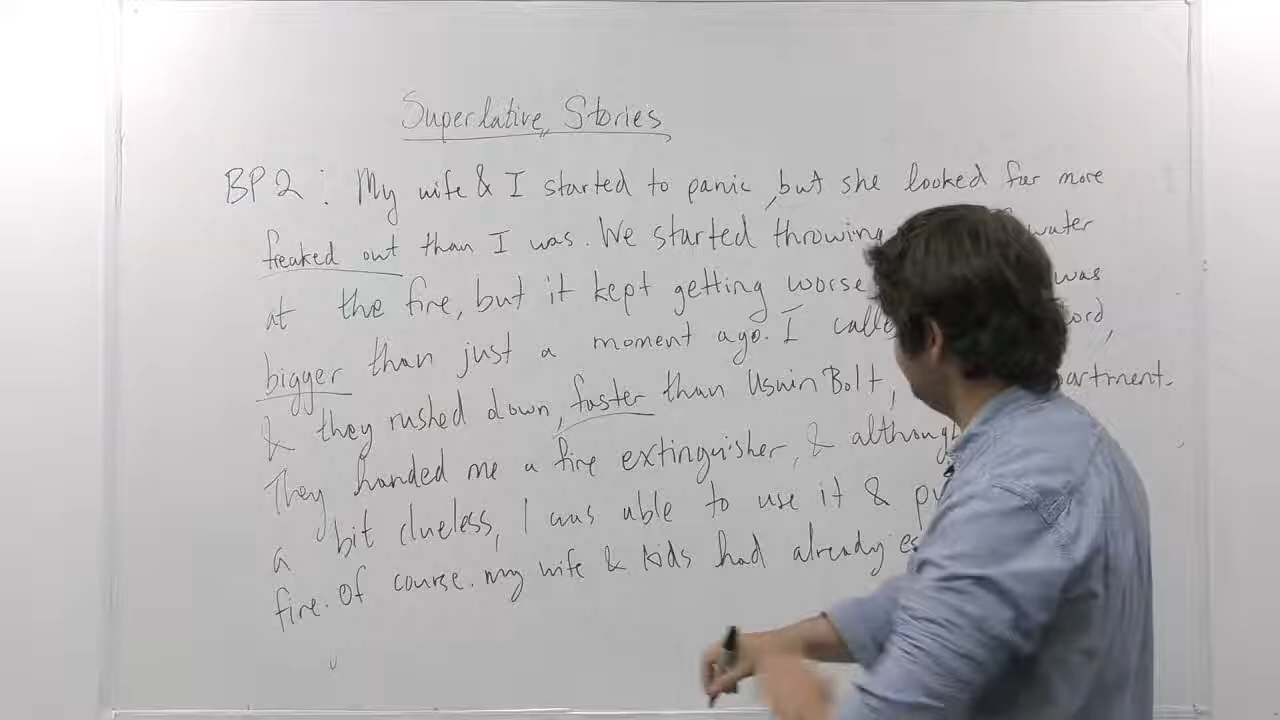 Superlative Stories
BP2: My wife & I started to panic, but she looked far more
freaked out than I was. We started throwing water
at the fire, but it kept getting worse was
bigger than just a moment ago. I
& they rushed down, faster than Usain Bolt,
They handed me a fire extinguisher, & although
a bit clueless, I was able to use it &
fire. Of course. my wife & kids had already